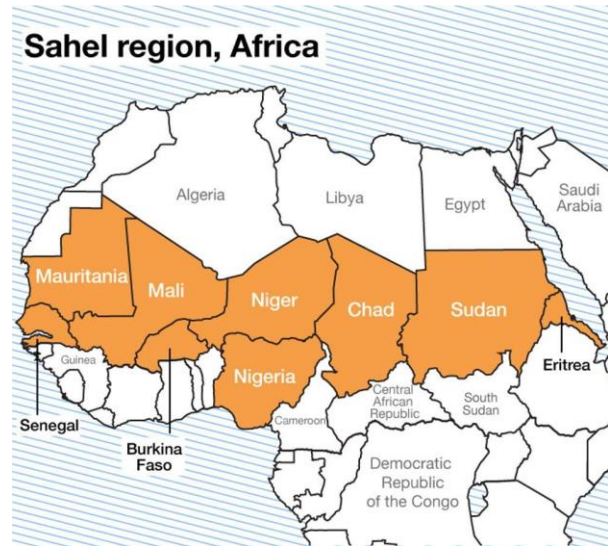 Sahel region, Africa
Algeria
Libya
Egypt
Saudi
Arabia
Mauritania
Mali
Niger
Chad
Sudan
Eritrea
Guinea
Nigeria
Senegal
Burkina
Faso
Cameroon
Central
African
Republic
South
Sudan
Democratic
Republic
of the Congo